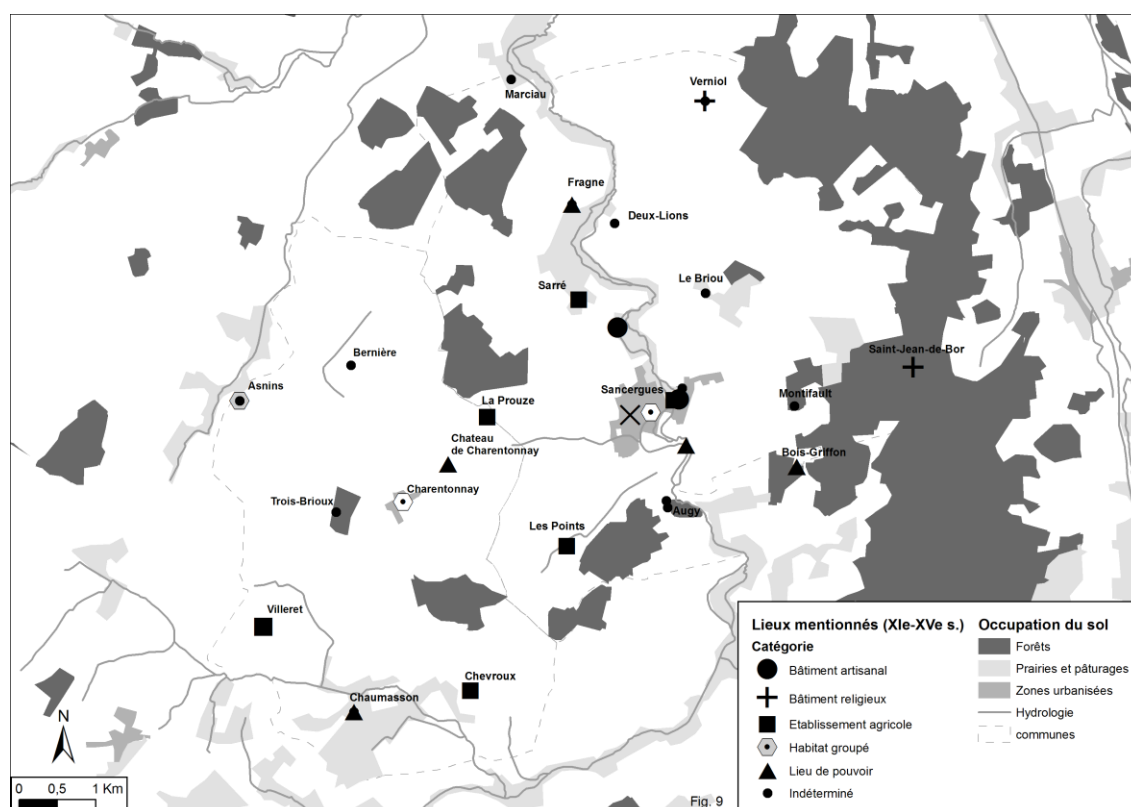 Verniol
Marciau
Fragne
Deux-Lions
Le Briou
Sarré
Saint-Jean-de-Bor
Bernière
Asnins
Sancergues
Montifault
La Prouze
Chateau
de Charentonnay
Bois-Griffon
Charentonnay
Trois-Brioux
Augy
Les Points
Villeret
Chevroux
Chaumasson
N
0 0,5 1 Km
Fig. 9
Lieux mentionnés (XIe-XVe s.)
Catégorie
Bâtiment artisanal
Bâtiment religieux
Etablissement agricole
Habitat groupé
Lieu de pouvoir
Indéterminé
Occupation du sol
Forêts
Prairies et pâturages
Zones urbanisées
Hydrologie
communes